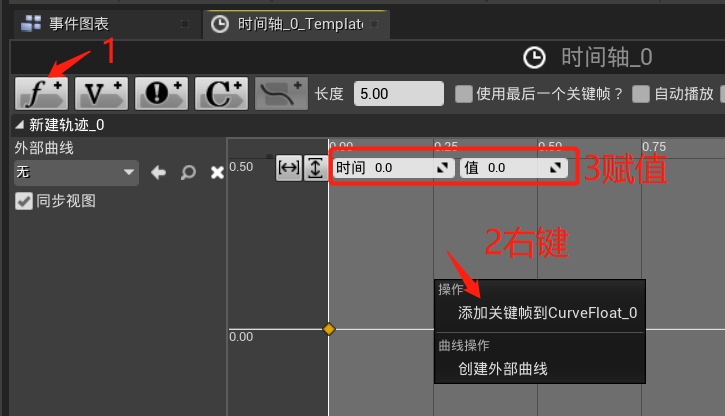 事件图表
时间轴_0_Template
时间轴_0
1
f V ! C 长度 5.00 使用最后一个关键帧？ 自动播放
新建轨迹_0
外部曲线
无
同步视图
0.00 0.25 0.50 0.75
0.50
时间 0.0 值 0.0
3赋值
2右键
操作
添加关键帧到CurveFloat_0
曲线操作
创建外部曲线
0.00